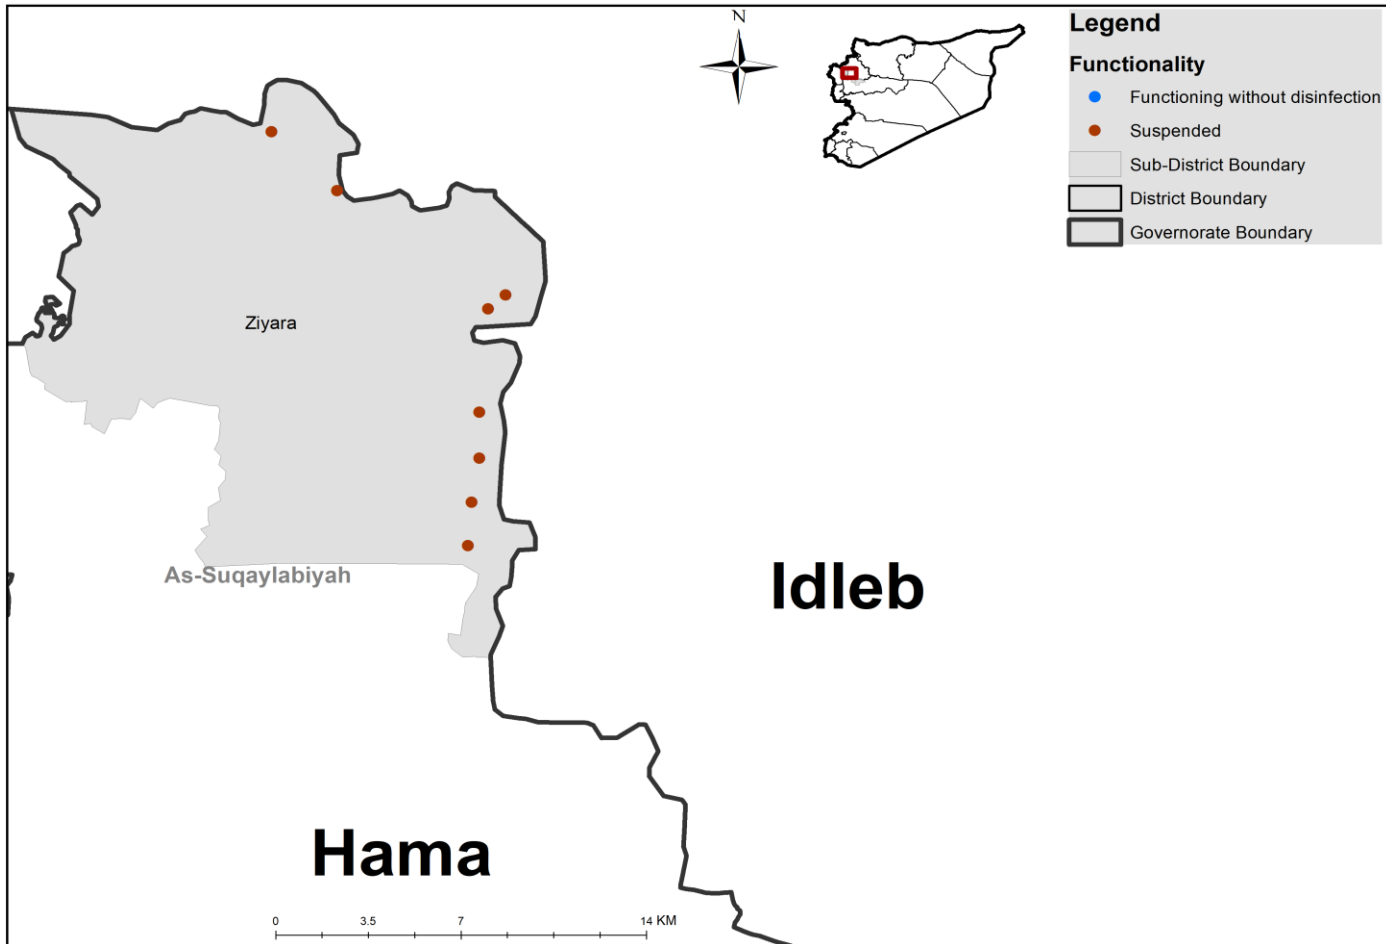 N
Legend
Functionality
Functioning without disinfection
Suspended
Sub-District Boundary
District Boundary
Governorate Boundary
Ziyara
As-Suqaylabiyah
Idleb
Hama
0 3.5 7 14 KM